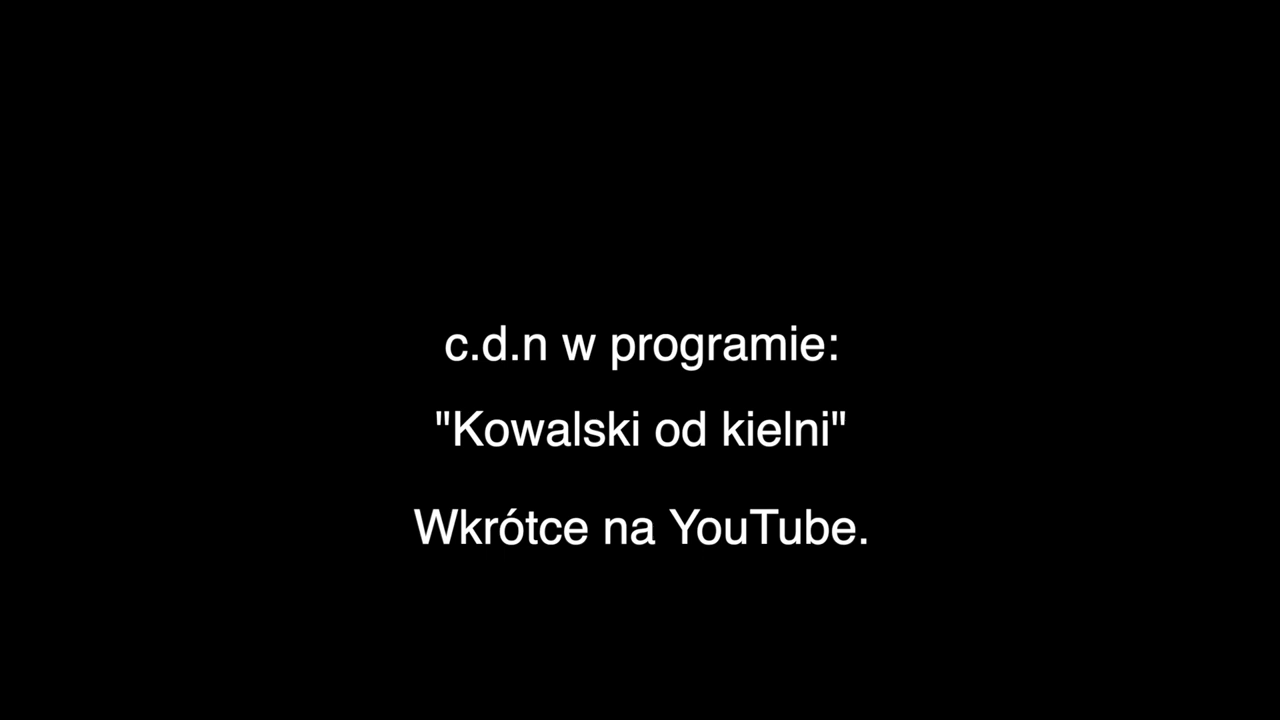 c.d.n w programie:
"Kowalski od kielni"
Wkrótce na YouTube.